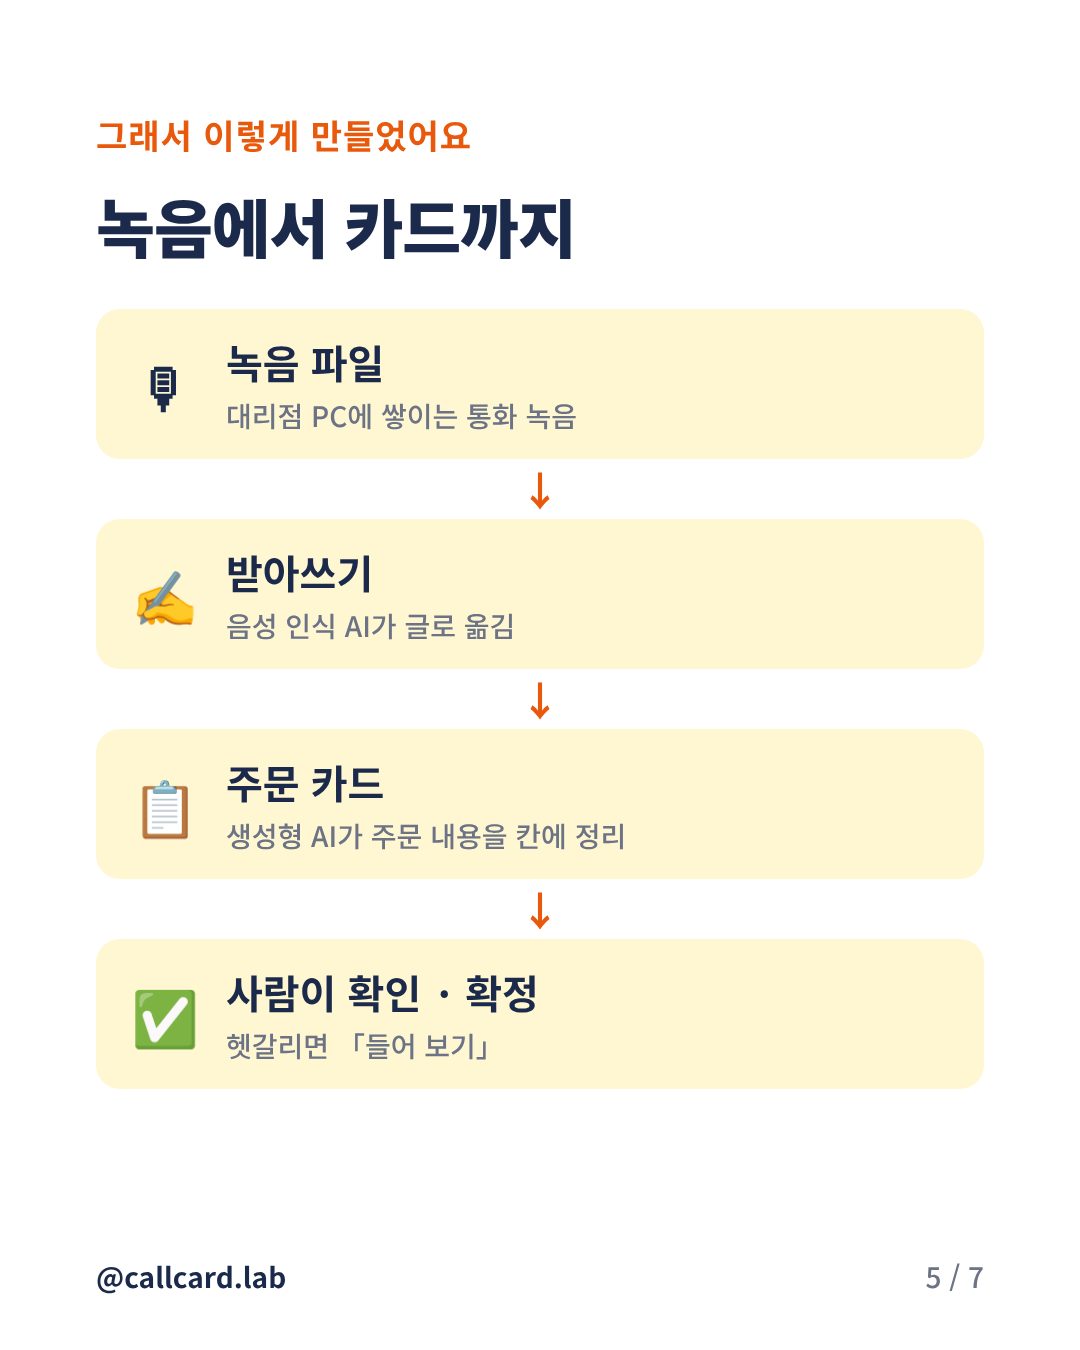 그래서 이렇게 만들었어요
녹음에서 카드까지
녹음 파일
대리점 PC에 쌓이는 통화 녹음
↓
받아쓰기
음성 인식 AI가 글로 옮김
↓
주문 카드
생성형 AI가 주문 내용을 칸에 정리
↓
사람이 확인 · 확정
헷갈리면 「들어 보기」
@callcard.lab
5 / 7